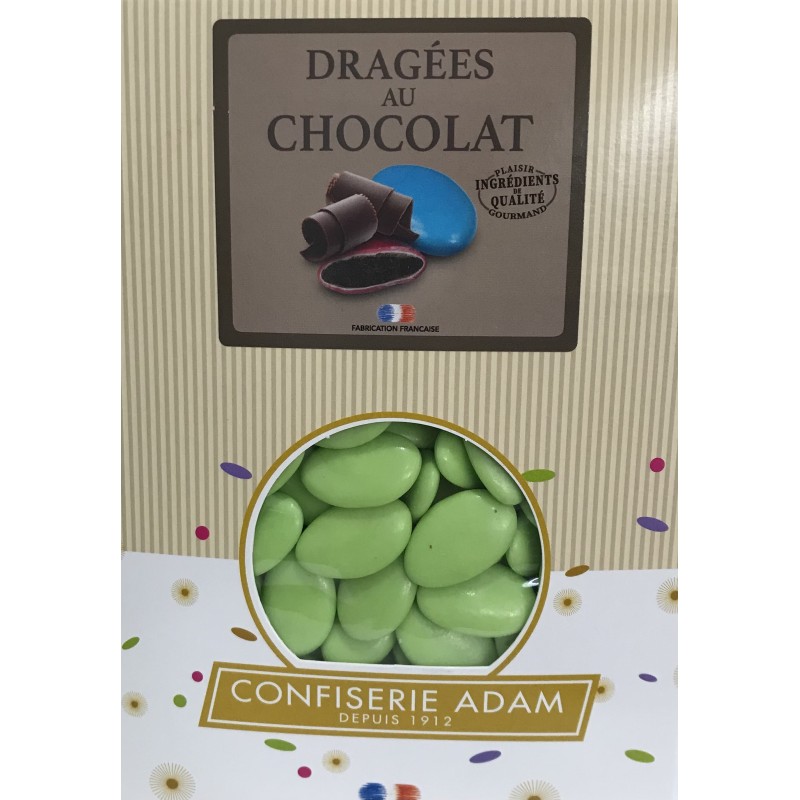 DRAGÉES
AU
CHOCOLAT
PLAISIR
INGRÉDIENTS
DE
QUALITÉ
GOURMAND
FABRICATION FRANCAISE
CONFISERIE ADAM
DEPUIS 1912